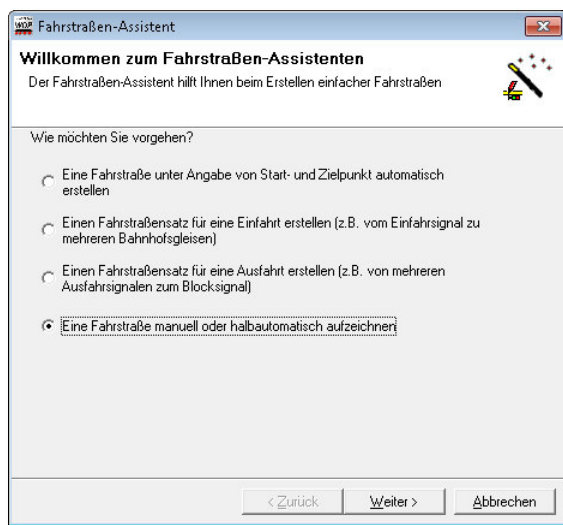 Fahrstraßen-Assistent
Willkommen zum Fahrstraßen-Assistenten
Der Fahrstraßen-Assistent hilft Ihnen beim Erstellen einfacher Fahrstraßen
Wie möchten Sie vorgehen?
Eine Fahrstraße unter Angabe von Start- und Zielpunkt automatisch
erstellen
Einen Fahrstraßensatz für eine Einfahrt erstellen (z.B. vom Einfahrsignal zu
mehreren Bahnhofsgleisen)
Einen Fahrstraßensatz für eine Ausfahrt erstellen (z.B. von mehreren
Ausfahrsignalen zum Blocksignal)
Eine Fahrstraße manuell oder halbautomatisch aufzeichnen
< Zurück Weiter > Abbrechen